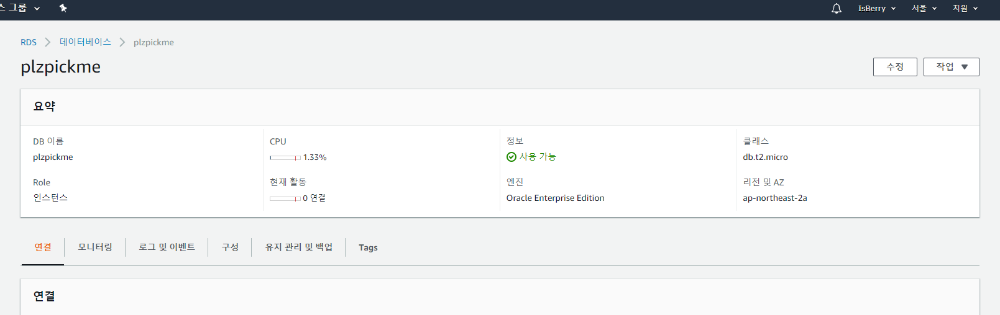 스 그룹 IsBerry 서울 지원
RDS 데이터베이스 plzpickme
plzpickme 수정 작업
요약
DB 이름 CPU 정보 클래스
plzpickme 1.33% 사용 가능 db.t2.micro
Role 현재 활동 엔진 리전 및 AZ
인스턴스 0 연결 Oracle Enterprise Edition ap-northeast-2a
연결 모니터링 로그 및 이벤트 구성 유지 관리 및 백업 Tags
연결